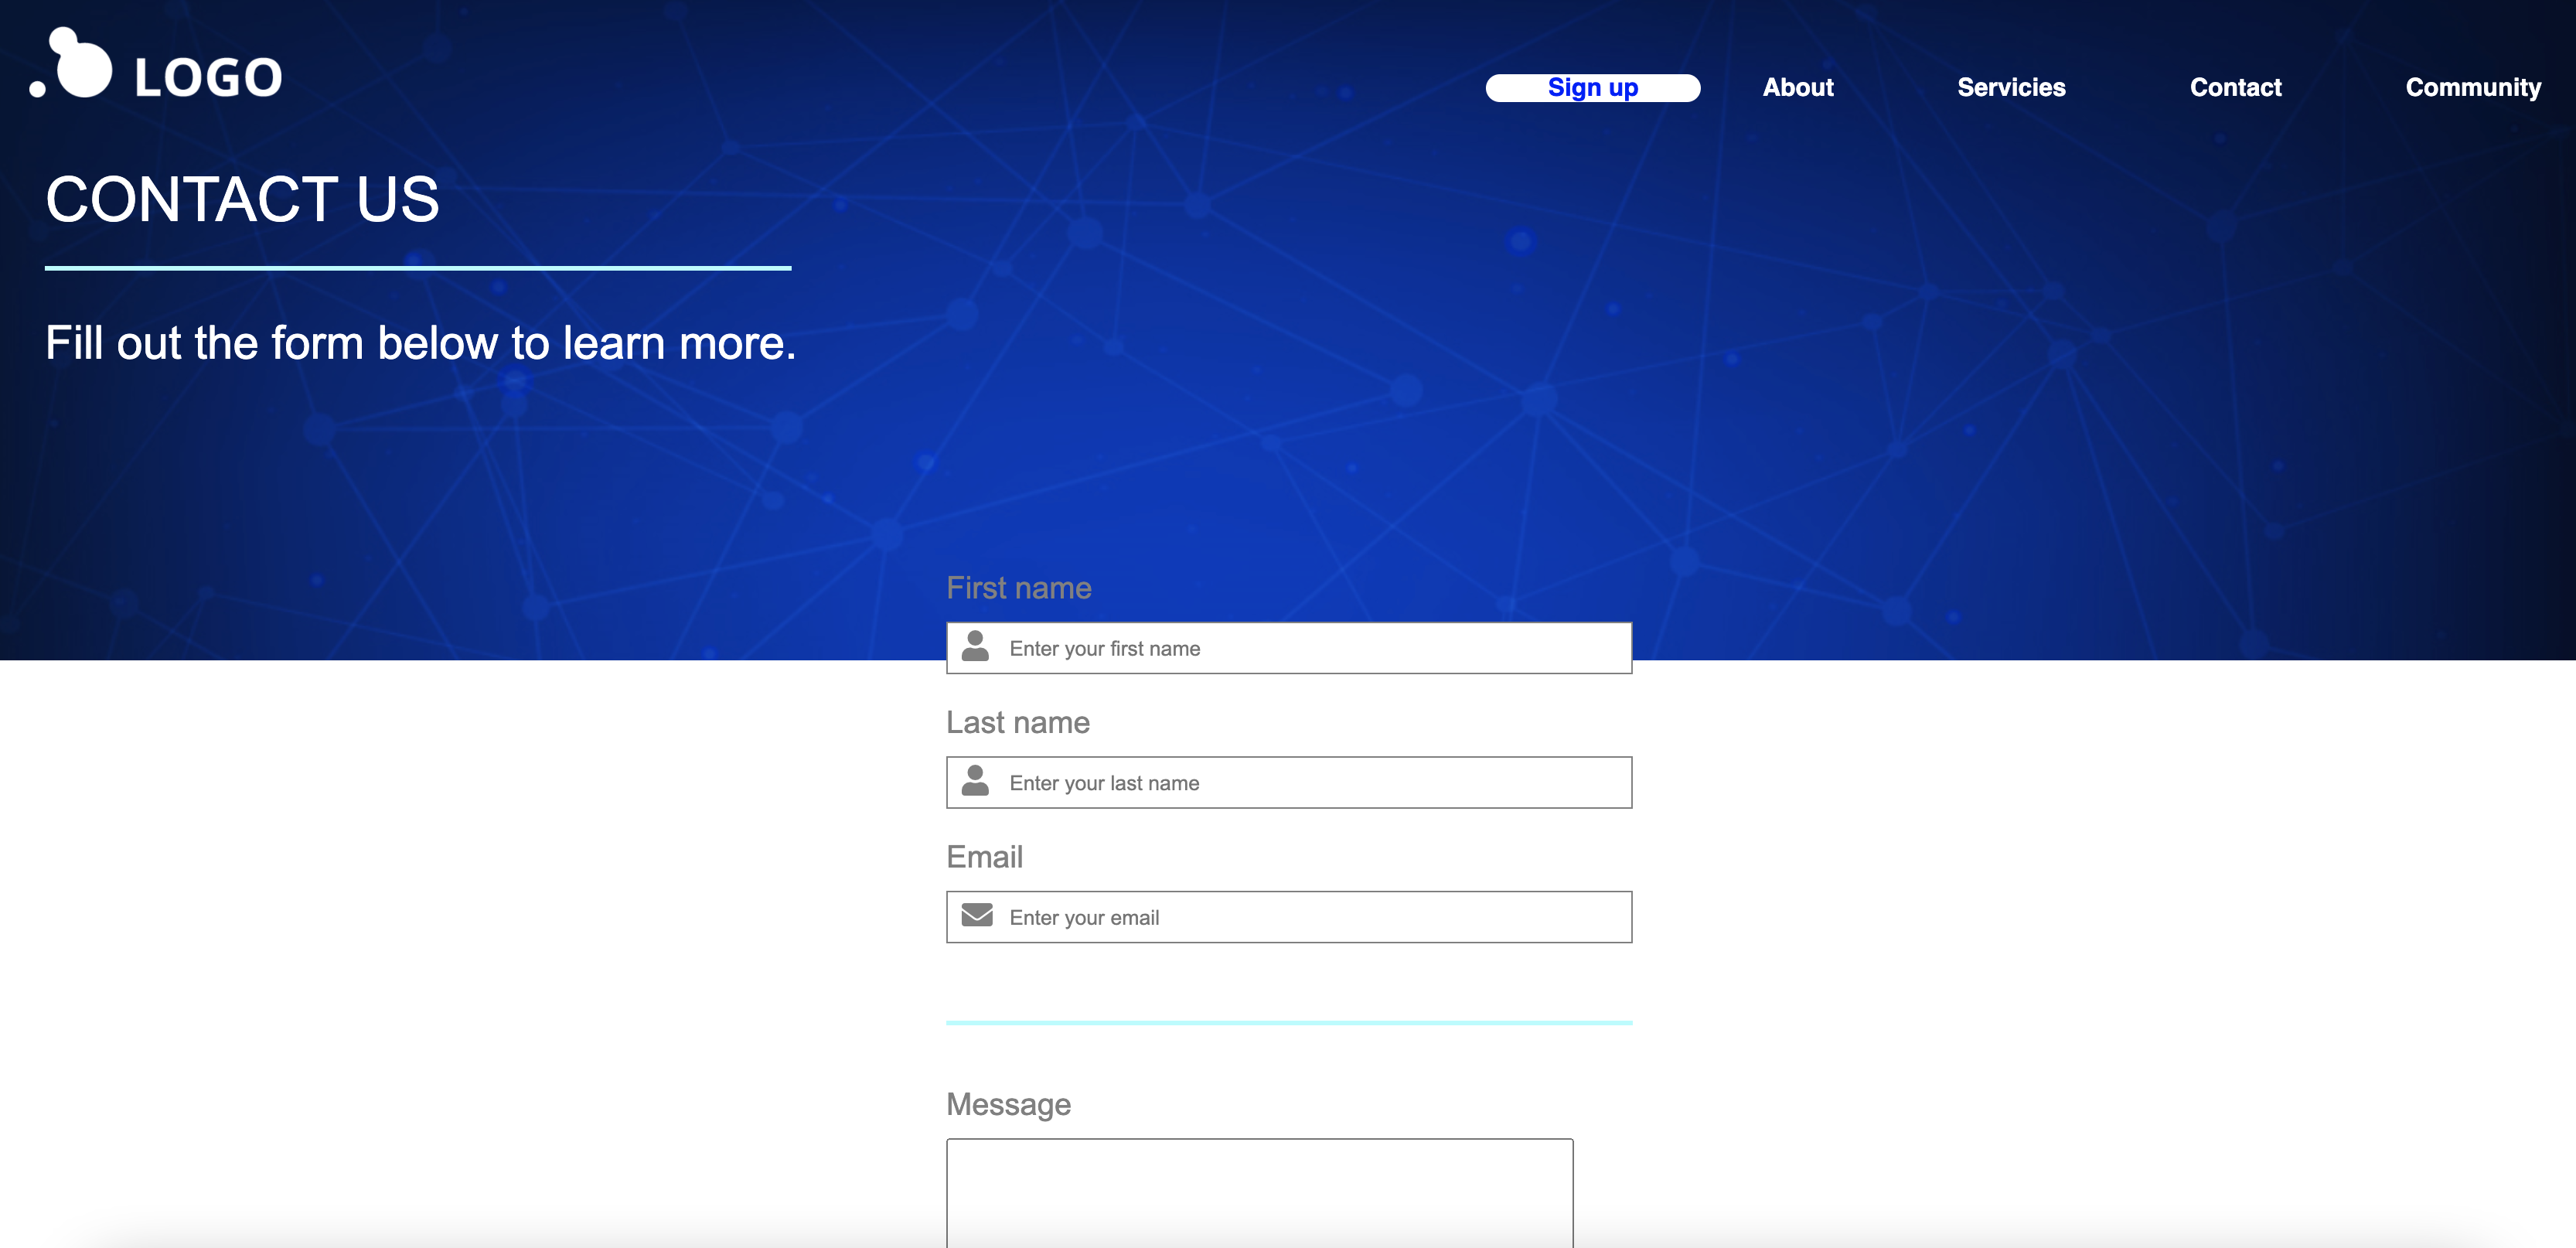 LOGO
Sign up About Servicies Contact Community
CONTACT US
Fill out the form below to learn more.
First name
Enter your first name
Last name
Enter your last name
Email
Enter your email
Message